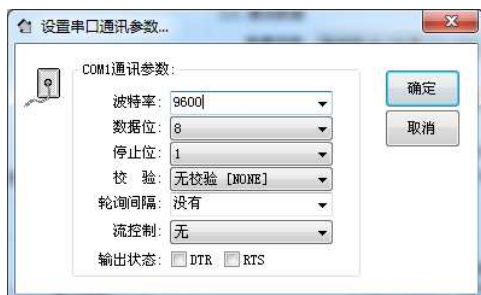 设置串口通讯参数...
COM1通讯参数:
波特率: 9600
数据位: 8
停止位: 1
校 验: 无校验 [NONE]
轮询间隔: 没有
流控制: 无
输出状态: DTR RTS
确定
取消